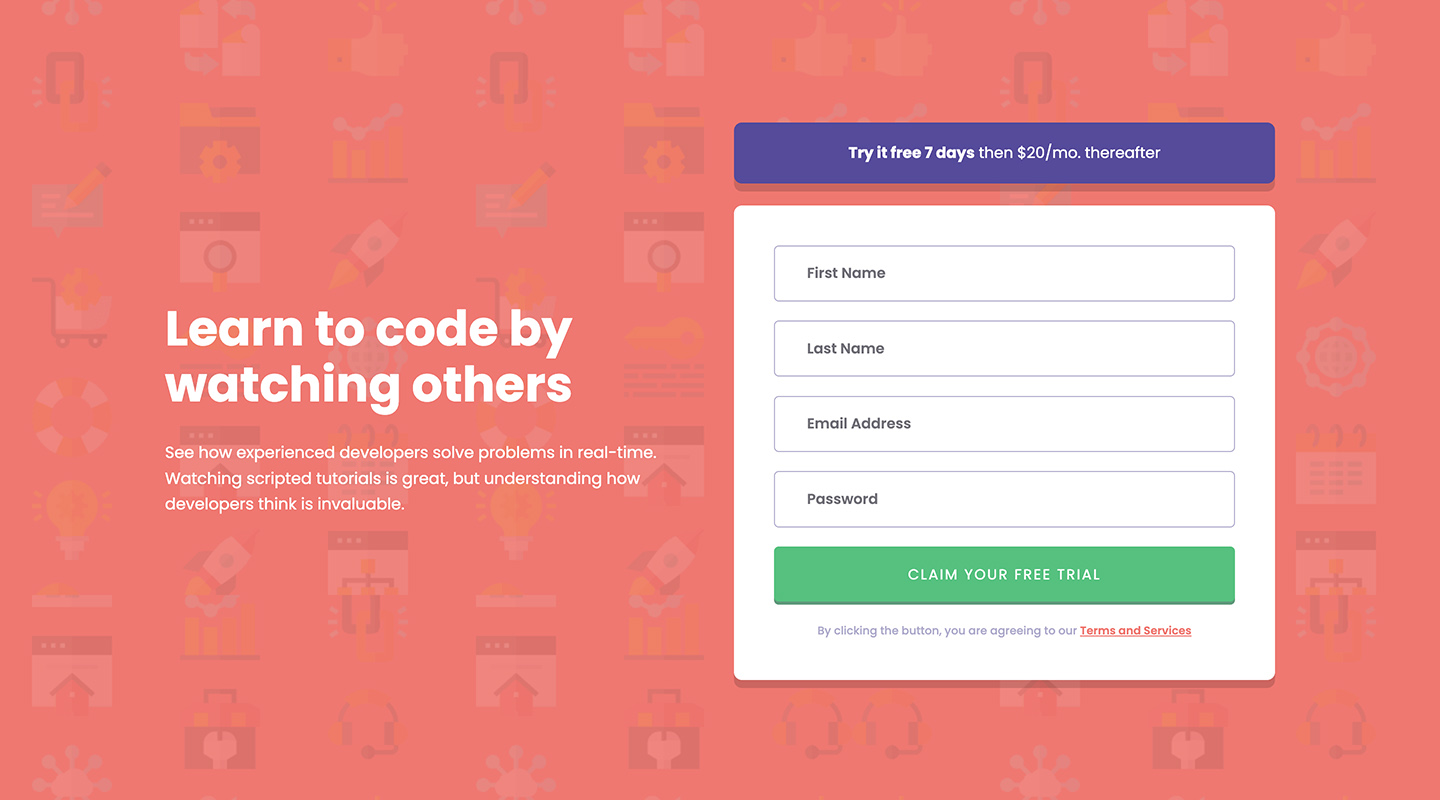 Learn to code by
watching others
See how experienced developers solve problems in real-time.
Watching scripted tutorials is great, but understanding how
developers think is invaluable.
Try it free 7 days then $20/mo. thereafter
First Name
Last Name
Email Address
Password
CLAIM YOUR FREE TRIAL
By clicking the button, you are agreeing to our Terms and Services